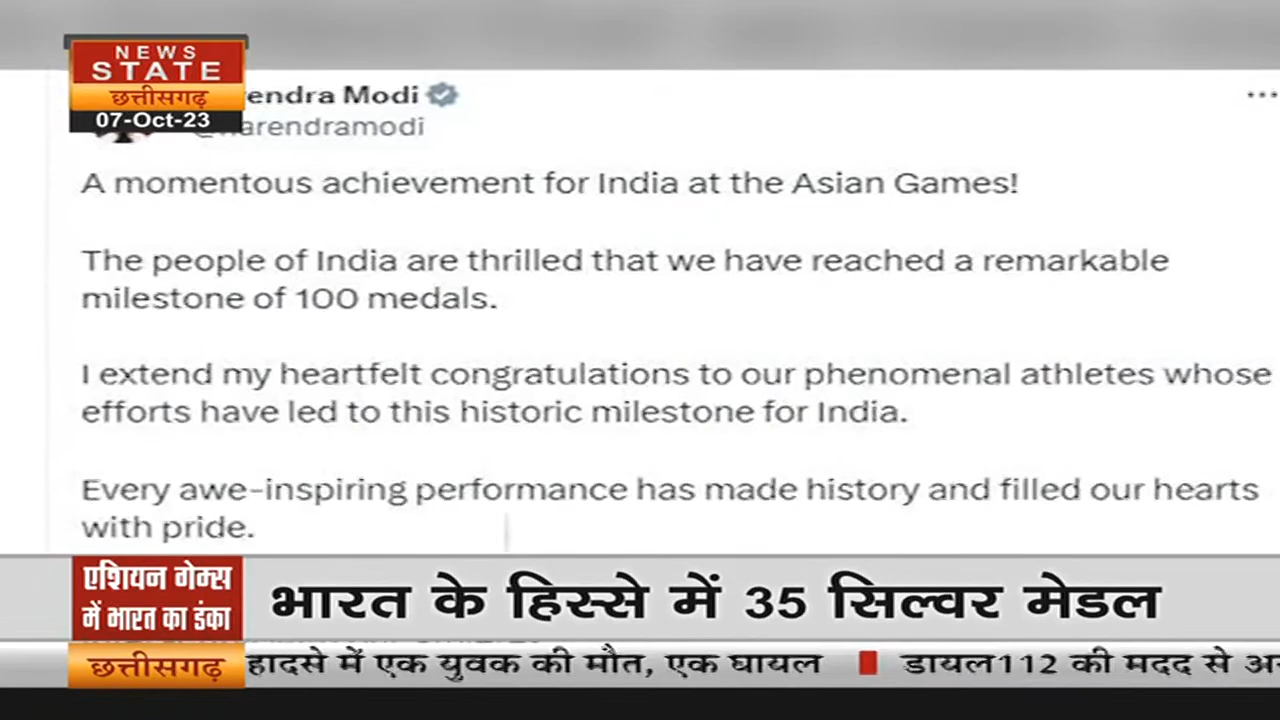 NEWS
STATE
छत्तीसगढ़
07-Oct-23
endra Modi
arendramodi
...
A momentous achievement for India at the Asian Games!
The people of India are thrilled that we have reached a remarkable
milestone of 100 medals.
I extend my heartfelt congratulations to our phenomenal athletes whose
efforts have led to this historic milestone for India.
Every awe-inspiring performance has made history and filled our hearts
with pride.
एशियन गेम्स
में भारत का डंका
भारत के हिस्से में 35 सिल्वर मेडल
छत्तीसगढ़
हादसे में एक युवक की मौत, एक घायल
डायल112 की मदद से